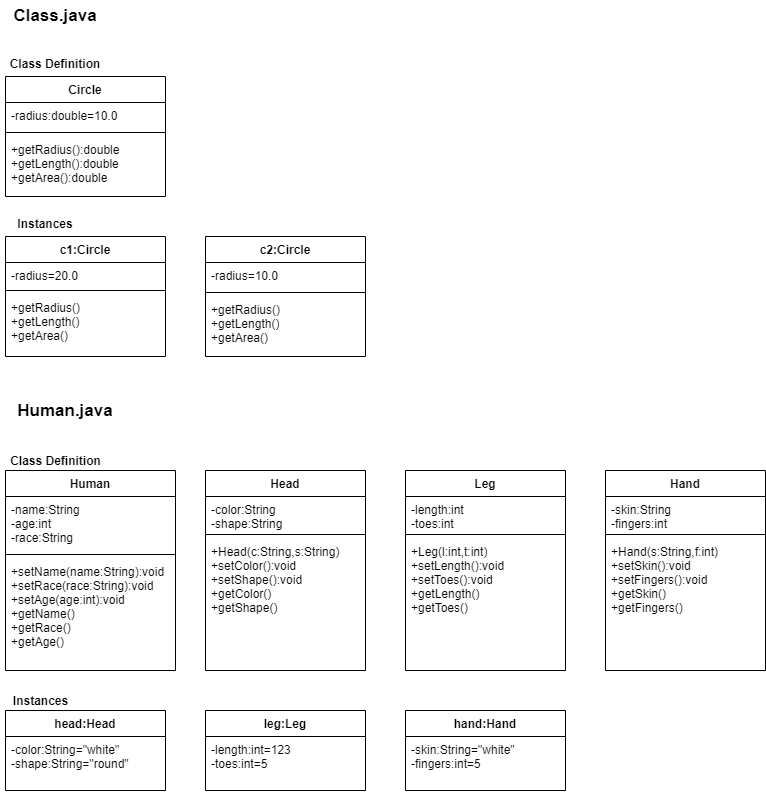 Class.java
Class Definition
Circle
-radius:double=10.0
+getRadius():double
+getLength():double
+getArea():double
Instances
c1:Circle
-radius=20.0
+getRadius()
+getLength()
+getArea()
c2:Circle
-radius=10.0
+getRadius()
+getLength()
+getArea()
Human.java
Class Definition
Human
-name:String
-age:int
-race:String
+setName(name:String):void
+setRace(race:String):void
+setAge(age:int):void
+getName()
+getRace()
+getAge()
Head
-color:String
-shape:String
+Head(c:String,s:String)
+setColor():void
+setShape():void
+getColor()
+getShape()
Leg
-length:int
-toes:int
+Leg(l:int,t:int)
+setLength():void
+setToes():void
+getLength()
+getToes()
Hand
-skin:String
-fingers:int
+Hand(s:String,f:int)
+setSkin():void
+setFingers():void
+getSkin()
+getFingers()
Instances
head:Head
-color:String="white"
-shape:String="round"
leg:Leg
-length:int=123
-toes:int=5
hand:Hand
-skin:String="white"
-fingers:int=5